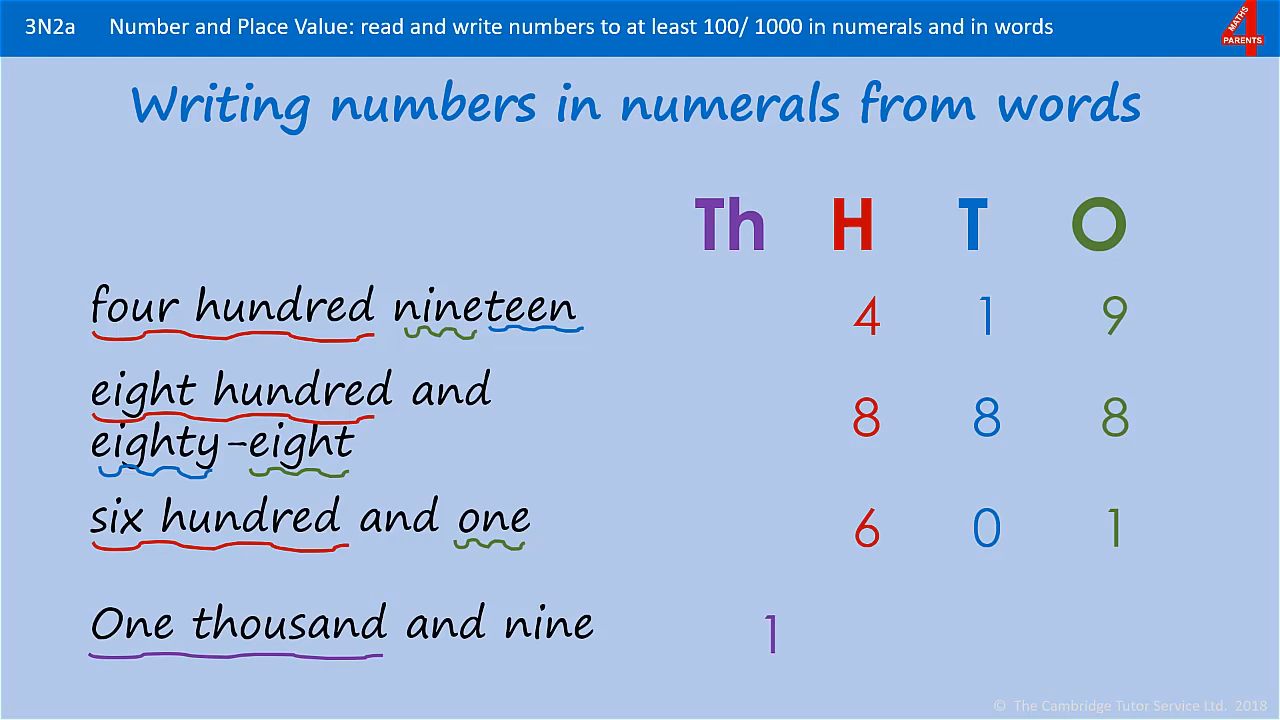 3N2a Number and Place Value: read and write numbers to at least 100/ 1000 in numerals and in words
MATHS
4
PARENTS
Writing numbers in numerals from words
Th H T O
four hundred nineteen 4 1 9
eight hundred and
eighty-eight 8 8 8
six hundred and one 6 0 1
One thousand and nine 1
© The Cambridge Tutor Service Ltd. 2018